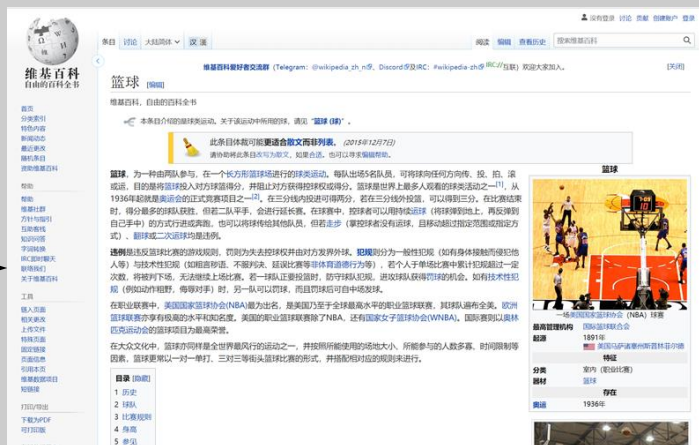 没有登录 讨论 贡献 创建账户 登录
条目 讨论 大陆简体 汉 漢
阅读 编辑 查看历史 搜索维基百科
维基百科
自由的百科全书
维基百科爱好者交流群（Telegram：@wikipedia_zh_n、Discord及IRC：#wikipedia-zh IRC://互联）欢迎大家加入。 [关闭]
篮球 [编辑]
维基百科，自由的百科全书
本条目介绍的是球类运动。关于该运动中所用的球，请见“篮球 (球)”。
此条目体裁可能更适合散文而非列表。 (2015年12月7日)
请协助将此条目改写为散文，如果合适。也可以寻求编辑帮助。
篮球，为一种由两队参与，在一个长方形篮球场进行的球类运动。每队出场5名队员，可将球向任何方向传、投、拍、滚
或运，目的是将篮球投入对方球篮得分，并阻止对方获得控球权或得分。篮球是世界上最多人观看的球类活动之一[1]，从
1936年起就是奥运会的正式竞赛项目之一[2]。在三分线内投进可得两分，若在三分线外投篮，可以得到三分。在比赛结束
时，得分最多的球队获胜，但若二队平手，会进行延长赛。在球赛中，控球者可以用持续运球（将球弹到地上，再反弹到
自己手中）的方式行进或奔跑，也可以将球传给其他队员，但若走步（掌控球者没有运球，且移动超过指定范围或指定方
式）、翻球或二次运球均是违例。
违例是违反篮球比赛的游戏规则，罚则为失去控球权并由对方发界外球。犯规则分为一般性犯规（如有身体接触而侵犯他
人等）与技术性犯规（如粗言秽语、不服判决、延误比赛等非体育道德行为等），若个人于单场比赛中累计犯规超过一定
次数，将被判下场，无法继续上场比赛。若一球队正要投篮时，防守球队犯规，进攻球队获得罚球的机会。如有技术性犯
规（例如动作粗野，侮辱对手）时，另一队可以罚球，而且罚球后可自中场发球。
在职业联赛中，美国国家篮球协会(NBA)最为出名，是美国乃至于全球最高水平的职业篮球联赛，其球队遍布全美。欧洲
篮球联赛亦享有极高的水平和知名度。美国的职业篮球联赛除了NBA，还有国家女子篮球协会(WNBA)。国际赛则以奥林
匹克运动会的篮球项目为最高荣誉。
在大众文化中，篮球亦同样是全世界最风行的运动之一，并按照所能使用的场地大小、所能参与的人数多寡、时间限制等
因素，篮球更常以一对一单打、三对三等街头篮球比赛的形式，并搭配相对应的规则来进行。
目录 [隐藏]
1 历史
2 球队
3 比赛规则
4 身高
5 参见
首页
分类索引
特色内容
新闻动态
最近更改
随机条目
资助维基百科
帮助
帮助
维基社群
方针与指引
互助客栈
知识问答
字词转换
IRC即时聊天
联络我们
关于维基百科
工具
链入页面
相关更改
上传文件
特殊页面
固定链接
页面信息
引用本页
维基数据项目
短链接
打印/导出
下载为PDF
可打印版
篮球
一场美国国家篮球协会（NBA）球赛
最高管理机构 国际篮球联合会
起源 1891年
美国马萨诸塞州斯普林菲尔德
特征
分类 室内（职业比赛）
器材 篮球
存在
奥运 1936年